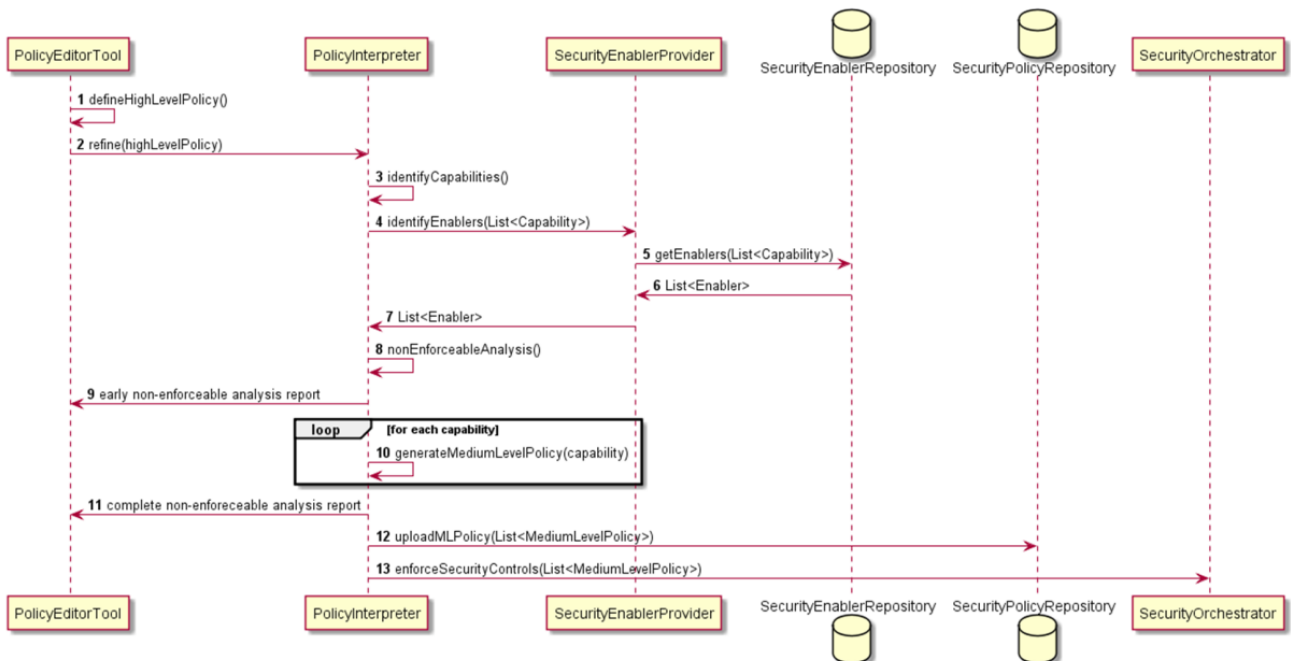 PolicyEditorTool
PolicyInterpreter
SecurityEnablerProvider
SecurityEnablerRepository
SecurityPolicyRepository
SecurityOrchestrator
1 defineHighLevelPolicy()
2 refine(highLevelPolicy)
3 identifyCapabilities()
4 identifyEnablers(List<Capability>)
5 getEnablers(List<Capability>)
6 List<Enabler>
7 List<Enabler>
8 nonEnforceableAnalysis()
9 early non-enforceable analysis report
loop [for each capability]
10 generateMediumLevelPolicy(capability)
11 complete non-enforeceable analysis report
12 uploadMLPolicy(List<MediumLevelPolicy>)
13 enforceSecurityControls(List<MediumLevelPolicy>)
PolicyEditorTool
PolicyInterpreter
SecurityEnablerProvider
SecurityEnablerRepository
SecurityPolicyRepository
SecurityOrchestrator